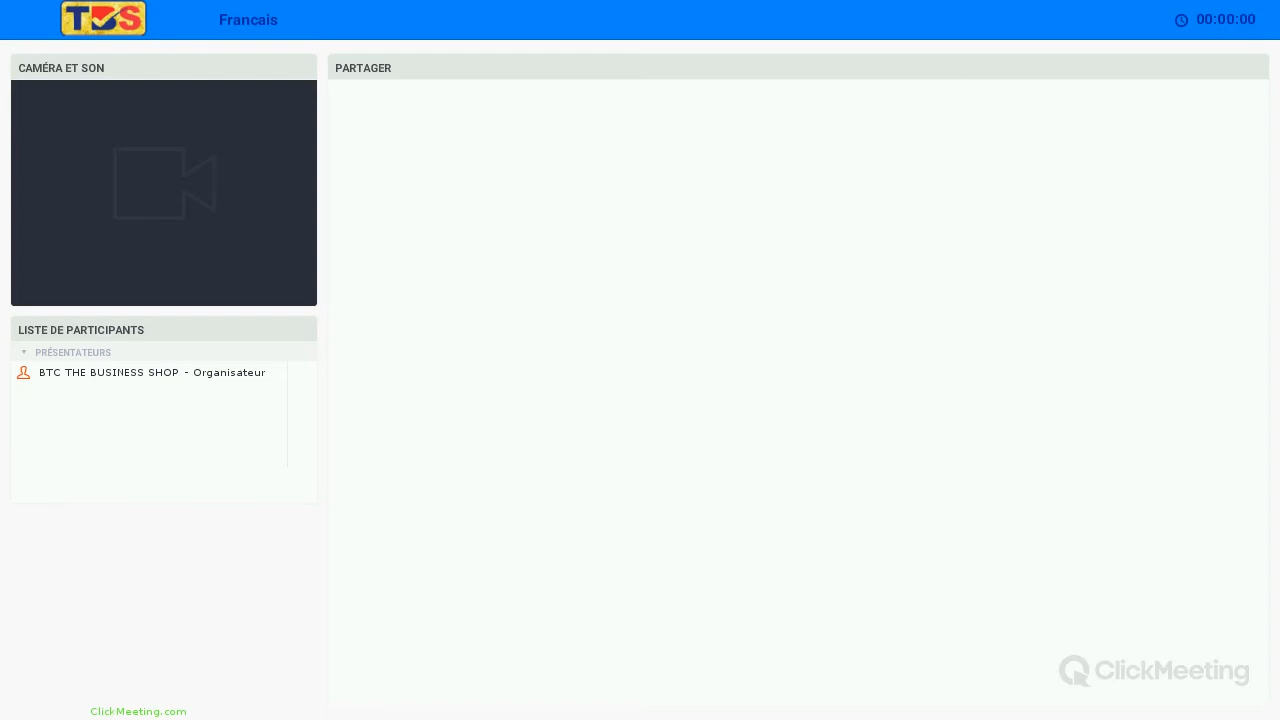 TBS
Francais
00:00:00
CAMÉRA ET SON
PARTAGER
LISTE DE PARTICIPANTS
PRÉSENTATEURS
BTC THE BUSINESS SHOP - Organisateur
ClickMeeting
ClickMeeting.com